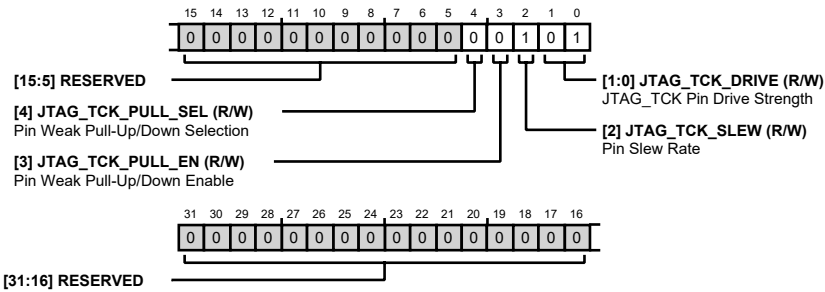 15 14 13 12 11 10 9 8 7 6 5 4 3 2 1 0
0 0 0 0 0 0 0 0 0 0 0 0 0 1 0 1
[15:5] RESERVED
[4] JTAG_TCK_PULL_SEL (R/W)
Pin Weak Pull-Up/Down Selection
[3] JTAG_TCK_PULL_EN (R/W)
Pin Weak Pull-Up/Down Enable
[1:0] JTAG_TCK_DRIVE (R/W)
JTAG_TCK Pin Drive Strength
[2] JTAG_TCK_SLEW (R/W)
Pin Slew Rate
31 30 29 28 27 26 25 24 23 22 21 20 19 18 17 16
0 0 0 0 0 0 0 0 0 0 0 0 0 0 0 0
[31:16] RESERVED